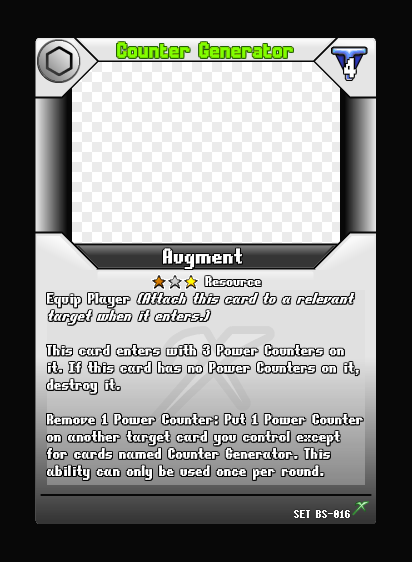 Counter Generator
4
Augment
Resource
Equip Player (Attach this card to a relevant
target when it enters.)
This card enters with 3 Power Counters on
it. If this card has no Power Counters on it,
destroy it.
Remove 1 Power Counter: Put 1 Power Counter
on another target card you control except
for cards named Counter Generator. This
ability can only be used once per round.
SET BS-016